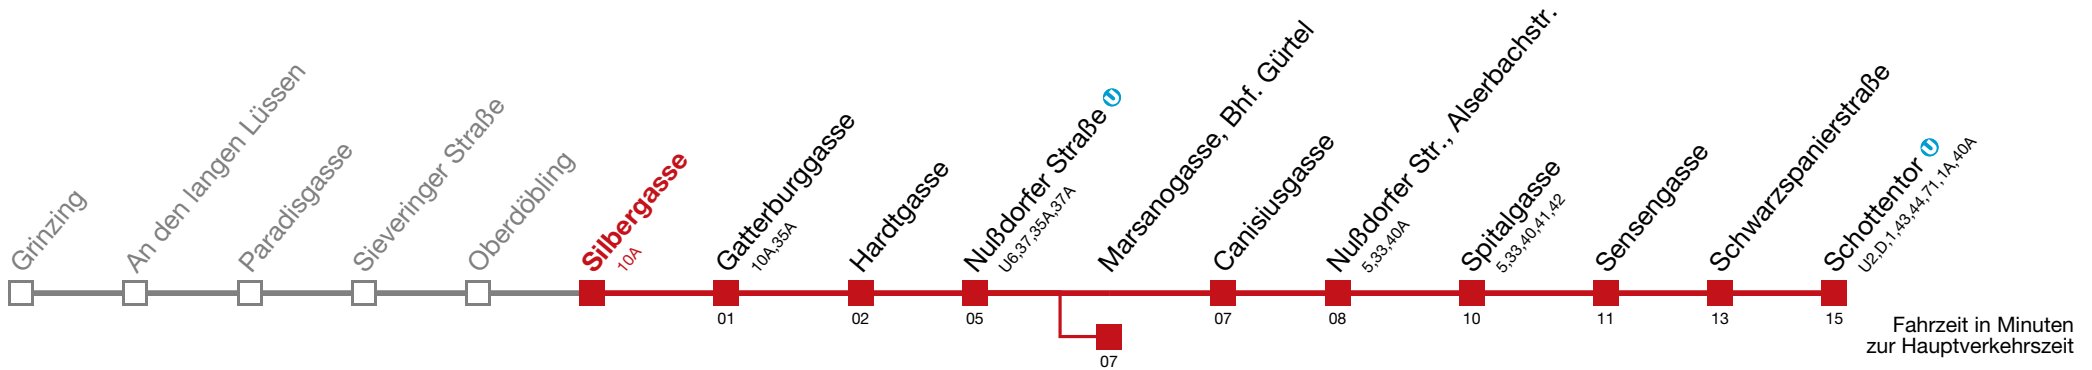 Grinzing
An den langen Lüssen
Paradisgasse
Sieveringer Straße
Oberdöbling
Silbergasse
10A
Gatterburggasse
10A,35A
01
Hardtgasse
02
Nußdorfer Straße U
U6,37,35A,37A
05
Marsanogasse, Bhf. Gürtel
07
Canisiusgasse
07
Nußdorfer Str., Alserbachstr.
5,33,40A
08
Spitalgasse
5,33,40,41,42
10
Sensengasse
11
Schwarzspanierstraße
13
Schottentor U
U2,D,1,43,44,71,1A,40A
15
Fahrzeit in Minuten
zur Hauptverkehrszeit